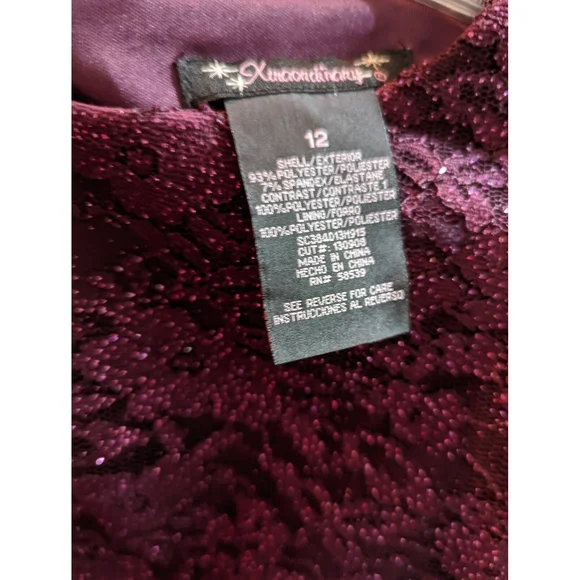 Xtraordinary
12
SHELL/EXTERIOR
93%POLYESTER/POLIESTER
7% SPANDEX/ELASTANE
CONTRAST/CONTRASTE 1
100%POLYESTER/POLIESTER
LINING/FORRO
100%POLYESTER/POLIESTER
SC384D13H915
CUT#: 130908
MADE IN CHINA
HECHO EN CHINA
RN# 58539
SEE REVERSE FOR CARE
INSTRUCCIONES AL REVERSO